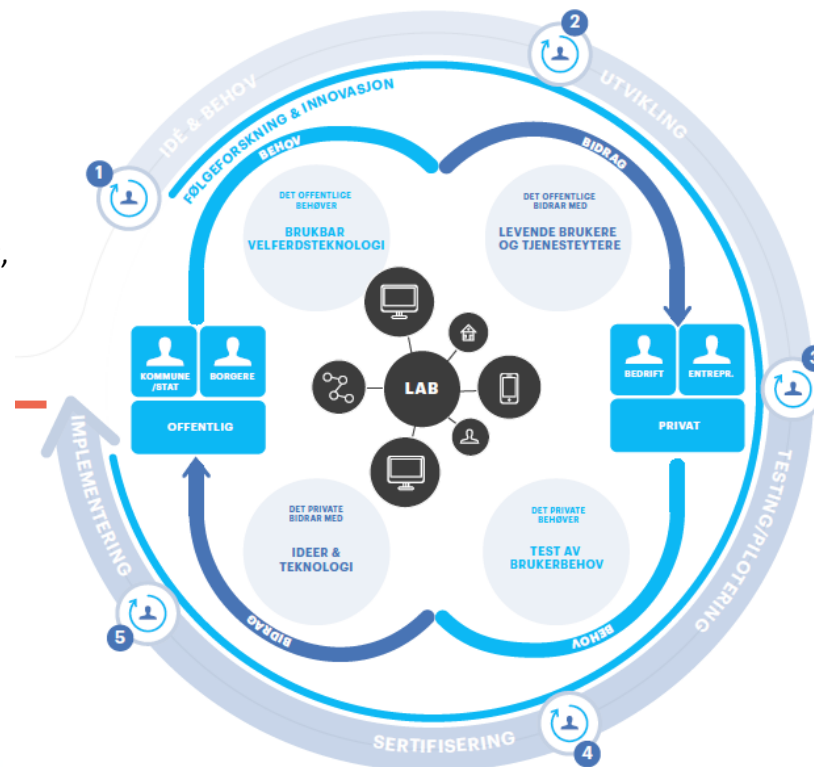 2
IDÉ & BEHOV
UTVIKLING
FØLGEFORSKNING & INNOVASJON
BEHOV
BIDRAG
1
DET OFFENTLIGE
BEHØVER
BRUKBAR
VELFERDSTEKNOLOGI
DET OFFENTLIGE
BIDRAR MED
LEVENDE BRUKERE
OG TJENESTEYTERE
,
KOMMUNE
/STAT
BORGERE
OFFENTLIG
LAB
BEDRIFT
ENTREPR.
PRIVAT
3
IMPLEMENTERING
TESTING/PILOTERING
DET PRIVATE
BIDRAR MED
IDEER &
TEKNOLOGI
DET PRIVATE
BEHØVER
TEST AV
BRUKERBEHOV
5
BIDRAG
BEHOV
SERTIFISERING
4